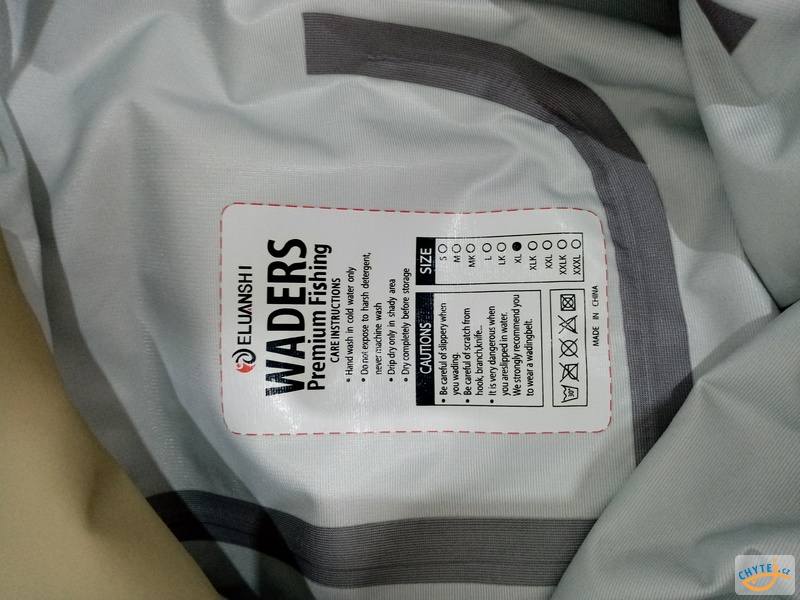 ELUANSHI
WADERS
Premium Fishing
CARE INSTRUCTIONS
• Hand wash in cold water only
• Do not expose to harsh detergent,
never machine wash
• Drip dry only in shady area
• Dry completely before storage
CAUTIONS
• Be careful of slippery when
you wading.
• Be careful of scratch from
hook, branch,knife...
• It is very dangerous when
you areslipped in water.
We strongly recommend you
to wear a wadingbelt.
SIZE
S
M
MK
L
LK
XL
XLK
XXL
XXLK
XXXL
MADE IN CHINA
CHYTEJ.cz